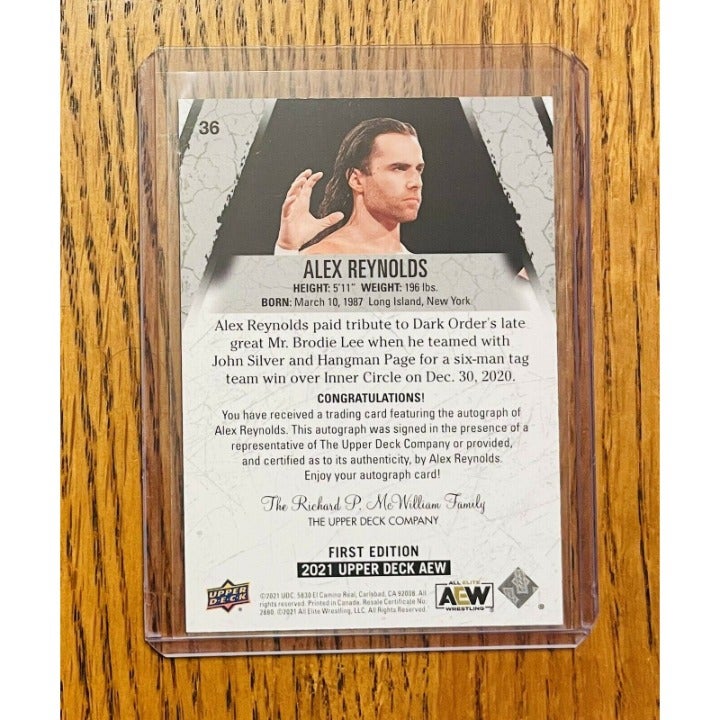 36
ALEX REYNOLDS
HEIGHT: 5'11" WEIGHT: 196 lbs.
BORN: March 10, 1987 Long Island, New York
Alex Reynolds paid tribute to Dark Order's late
great Mr. Brodie Lee when he teamed with
John Silver and Hangman Page for a six-man tag
team win over Inner Circle on Dec. 30, 2020.
CONGRATULATIONS!
You have received a trading card featuring the autograph of
Alex Reynolds. This autograph was signed in the presence of a
representative of The Upper Deck Company or provided,
and certified as to its authenticity, by Alex Reynolds.
Enjoy your autograph card!
The Richard P. McWilliam Family
THE UPPER DECK COMPANY
FIRST EDITION
2021 UPPER DECK AEW
UPPER DECK
©2021 UDC. 5830 El Camino Real, Carlsbad, CA 92008. All
rights reserved. Printed in Canada. Resale Certificate No:
2690. ©2021 All Elite Wrestling, LLC. All Rights Reserved.
ALL ELITE
AEW
WRESTLING
®